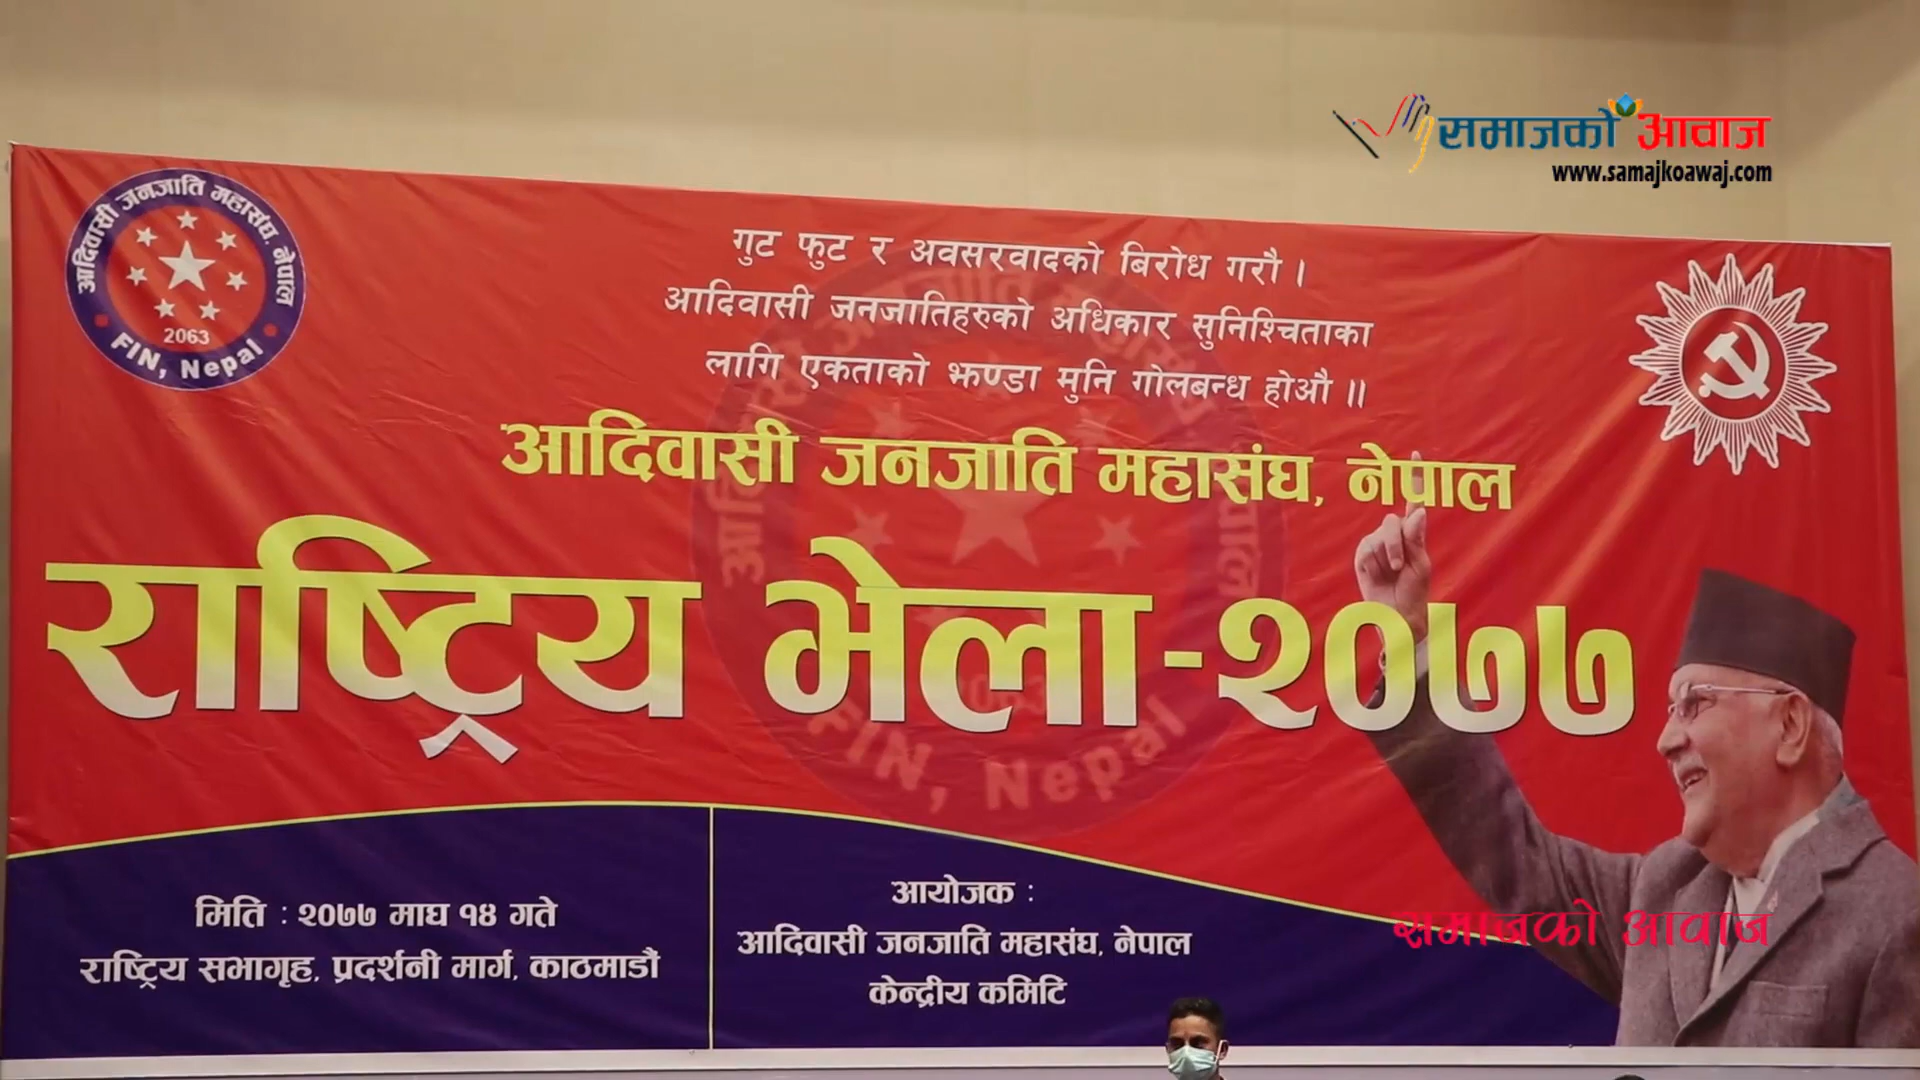 समाजको आवाज
www.samajkoawaj.com
आदिवासी जनजाति महासंघ, नेपाल
2063
FIN, Nepal
गुट फुट र अवसरवादको बिरोध गरौ ।
आदिवासी जनजातिहरुको अधिकार सुनिश्चिताका
लागि एकताको झण्डा मुनि गोलबन्ध होऔ ॥
आदिवासी जनजाति महासंघ, नेपाल
राष्ट्रिय भेला-२०७७
मिति : २०७७ माघ १४ गते
राष्ट्रिय सभागृह, प्रदर्शनी मार्ग, काठमाडौं
आयोजक :
आदिवासी जनजाति महासंघ, नेपाल
केन्द्रीय कमिटि
समाजको आवाज